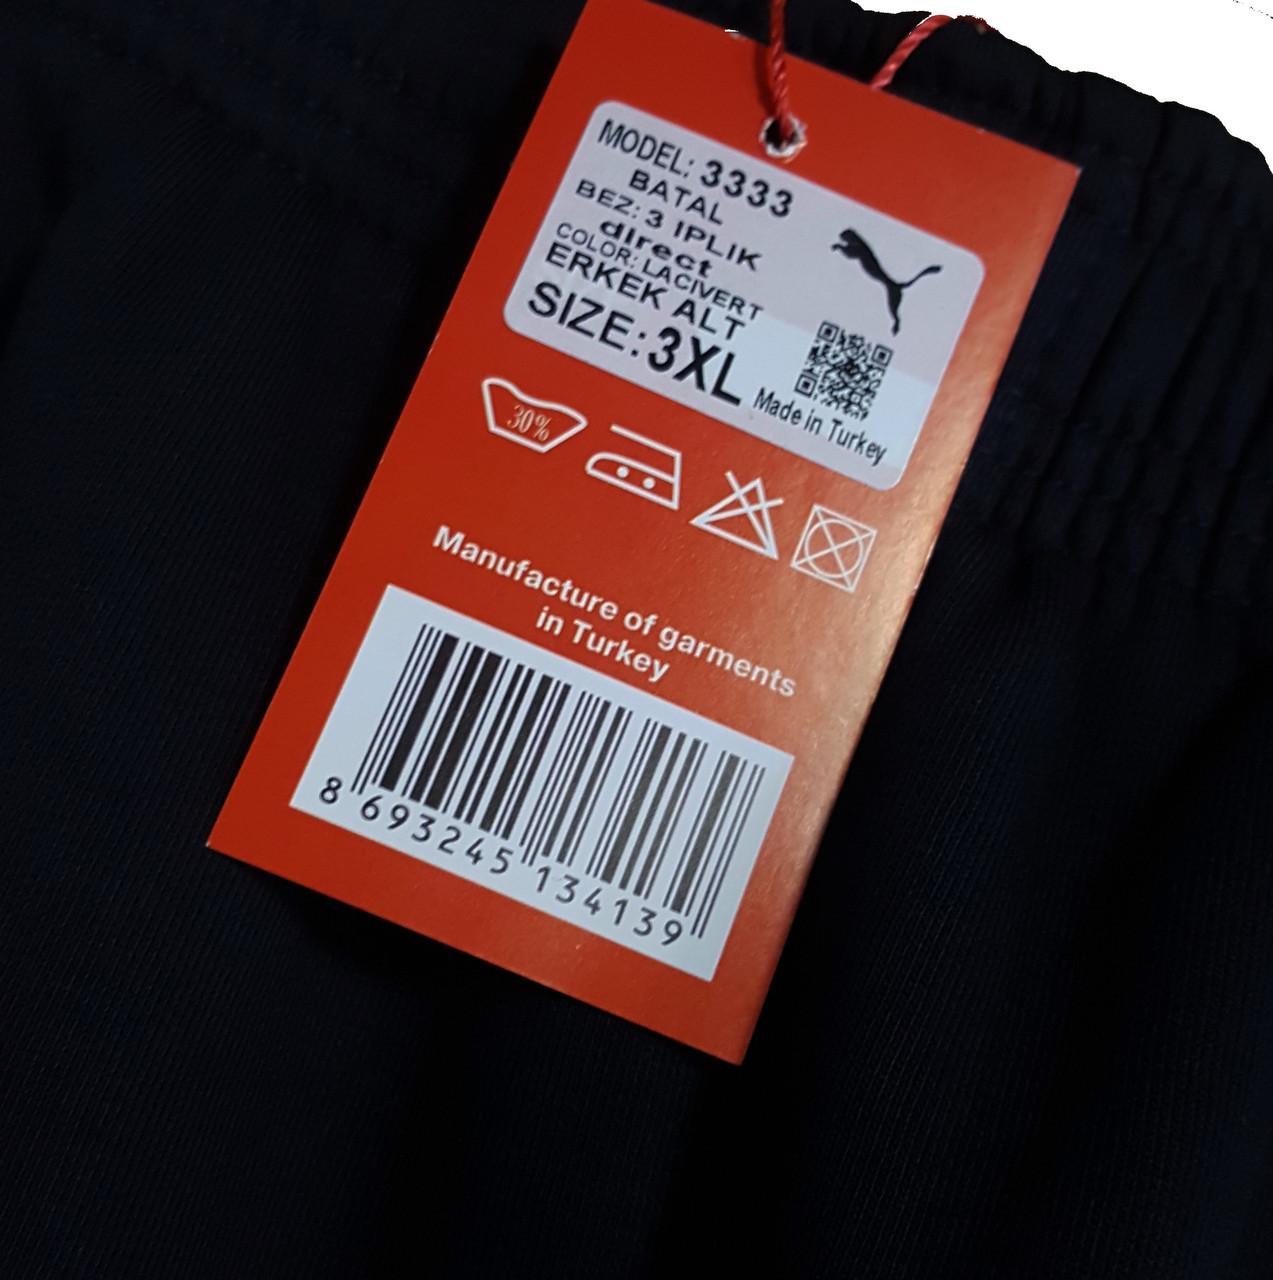 MODEL: 3333
BATAL
BEZ: 3 IPLIK
direct
COLOR: LACIVERT
ERKEK ALT
SIZE: 3XL
Made in Turkey
30%
Manufacture of garments
in Turkey
8 693245 134139